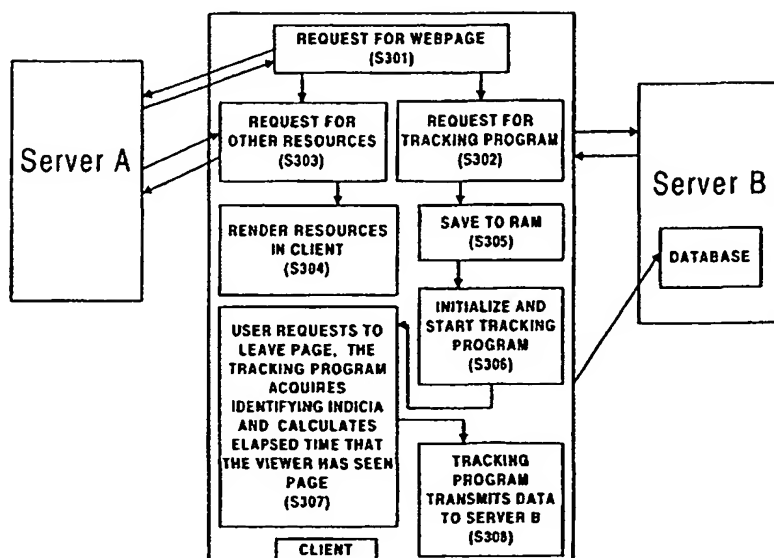 REQUEST FOR WEBPAGE
(S301)
Server A
REQUEST FOR
OTHER RESOURCES
(S303)
REQUEST FOR
TRACKING PROGRAM
(S302)
Server B
DATABASE
RENDER RESOURCES
IN CLIENT
(S304)
SAVE TO RAM
(S305)
INITIALIZE AND
START TRACKING
PROGRAM
(S306)
USER REQUESTS TO
LEAVE PAGE, THE
TRACKING PROGRAM
ACQUIRES
IDENTIFYING INDICIA
AND CALCULATES
ELAPSED TIME THAT
THE VIEWER HAS SEEN
PAGE
(S307)
TRACKING
PROGRAM
TRANSMITS DATA
TO SERVER B
(S308)
CLIENT